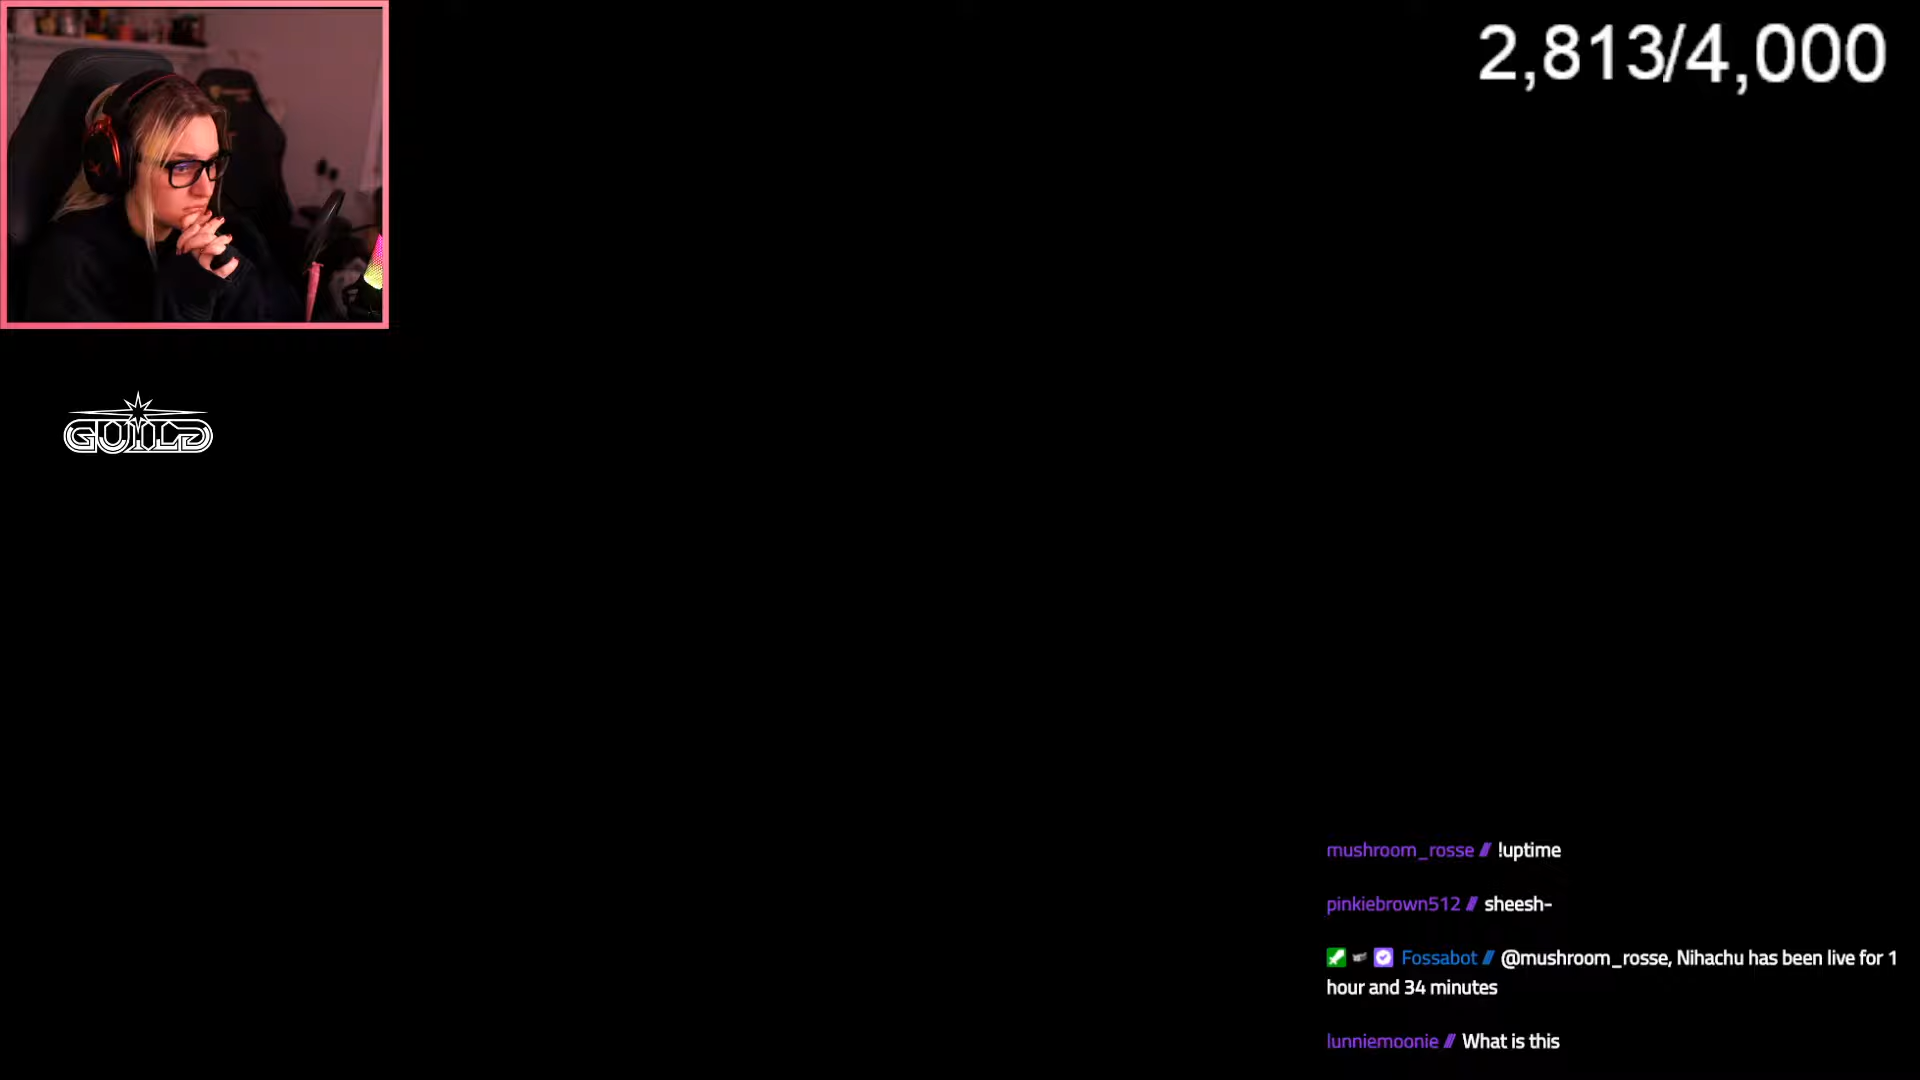 2,813/4,000
GUILD
mushroom_rosse // !uptime
pinkiebrown512 // sheesh-
Fossabot // @mushroom_rosse, Nihachu has been live for 1
hour and 34 minutes
lunniemoonie // What is this